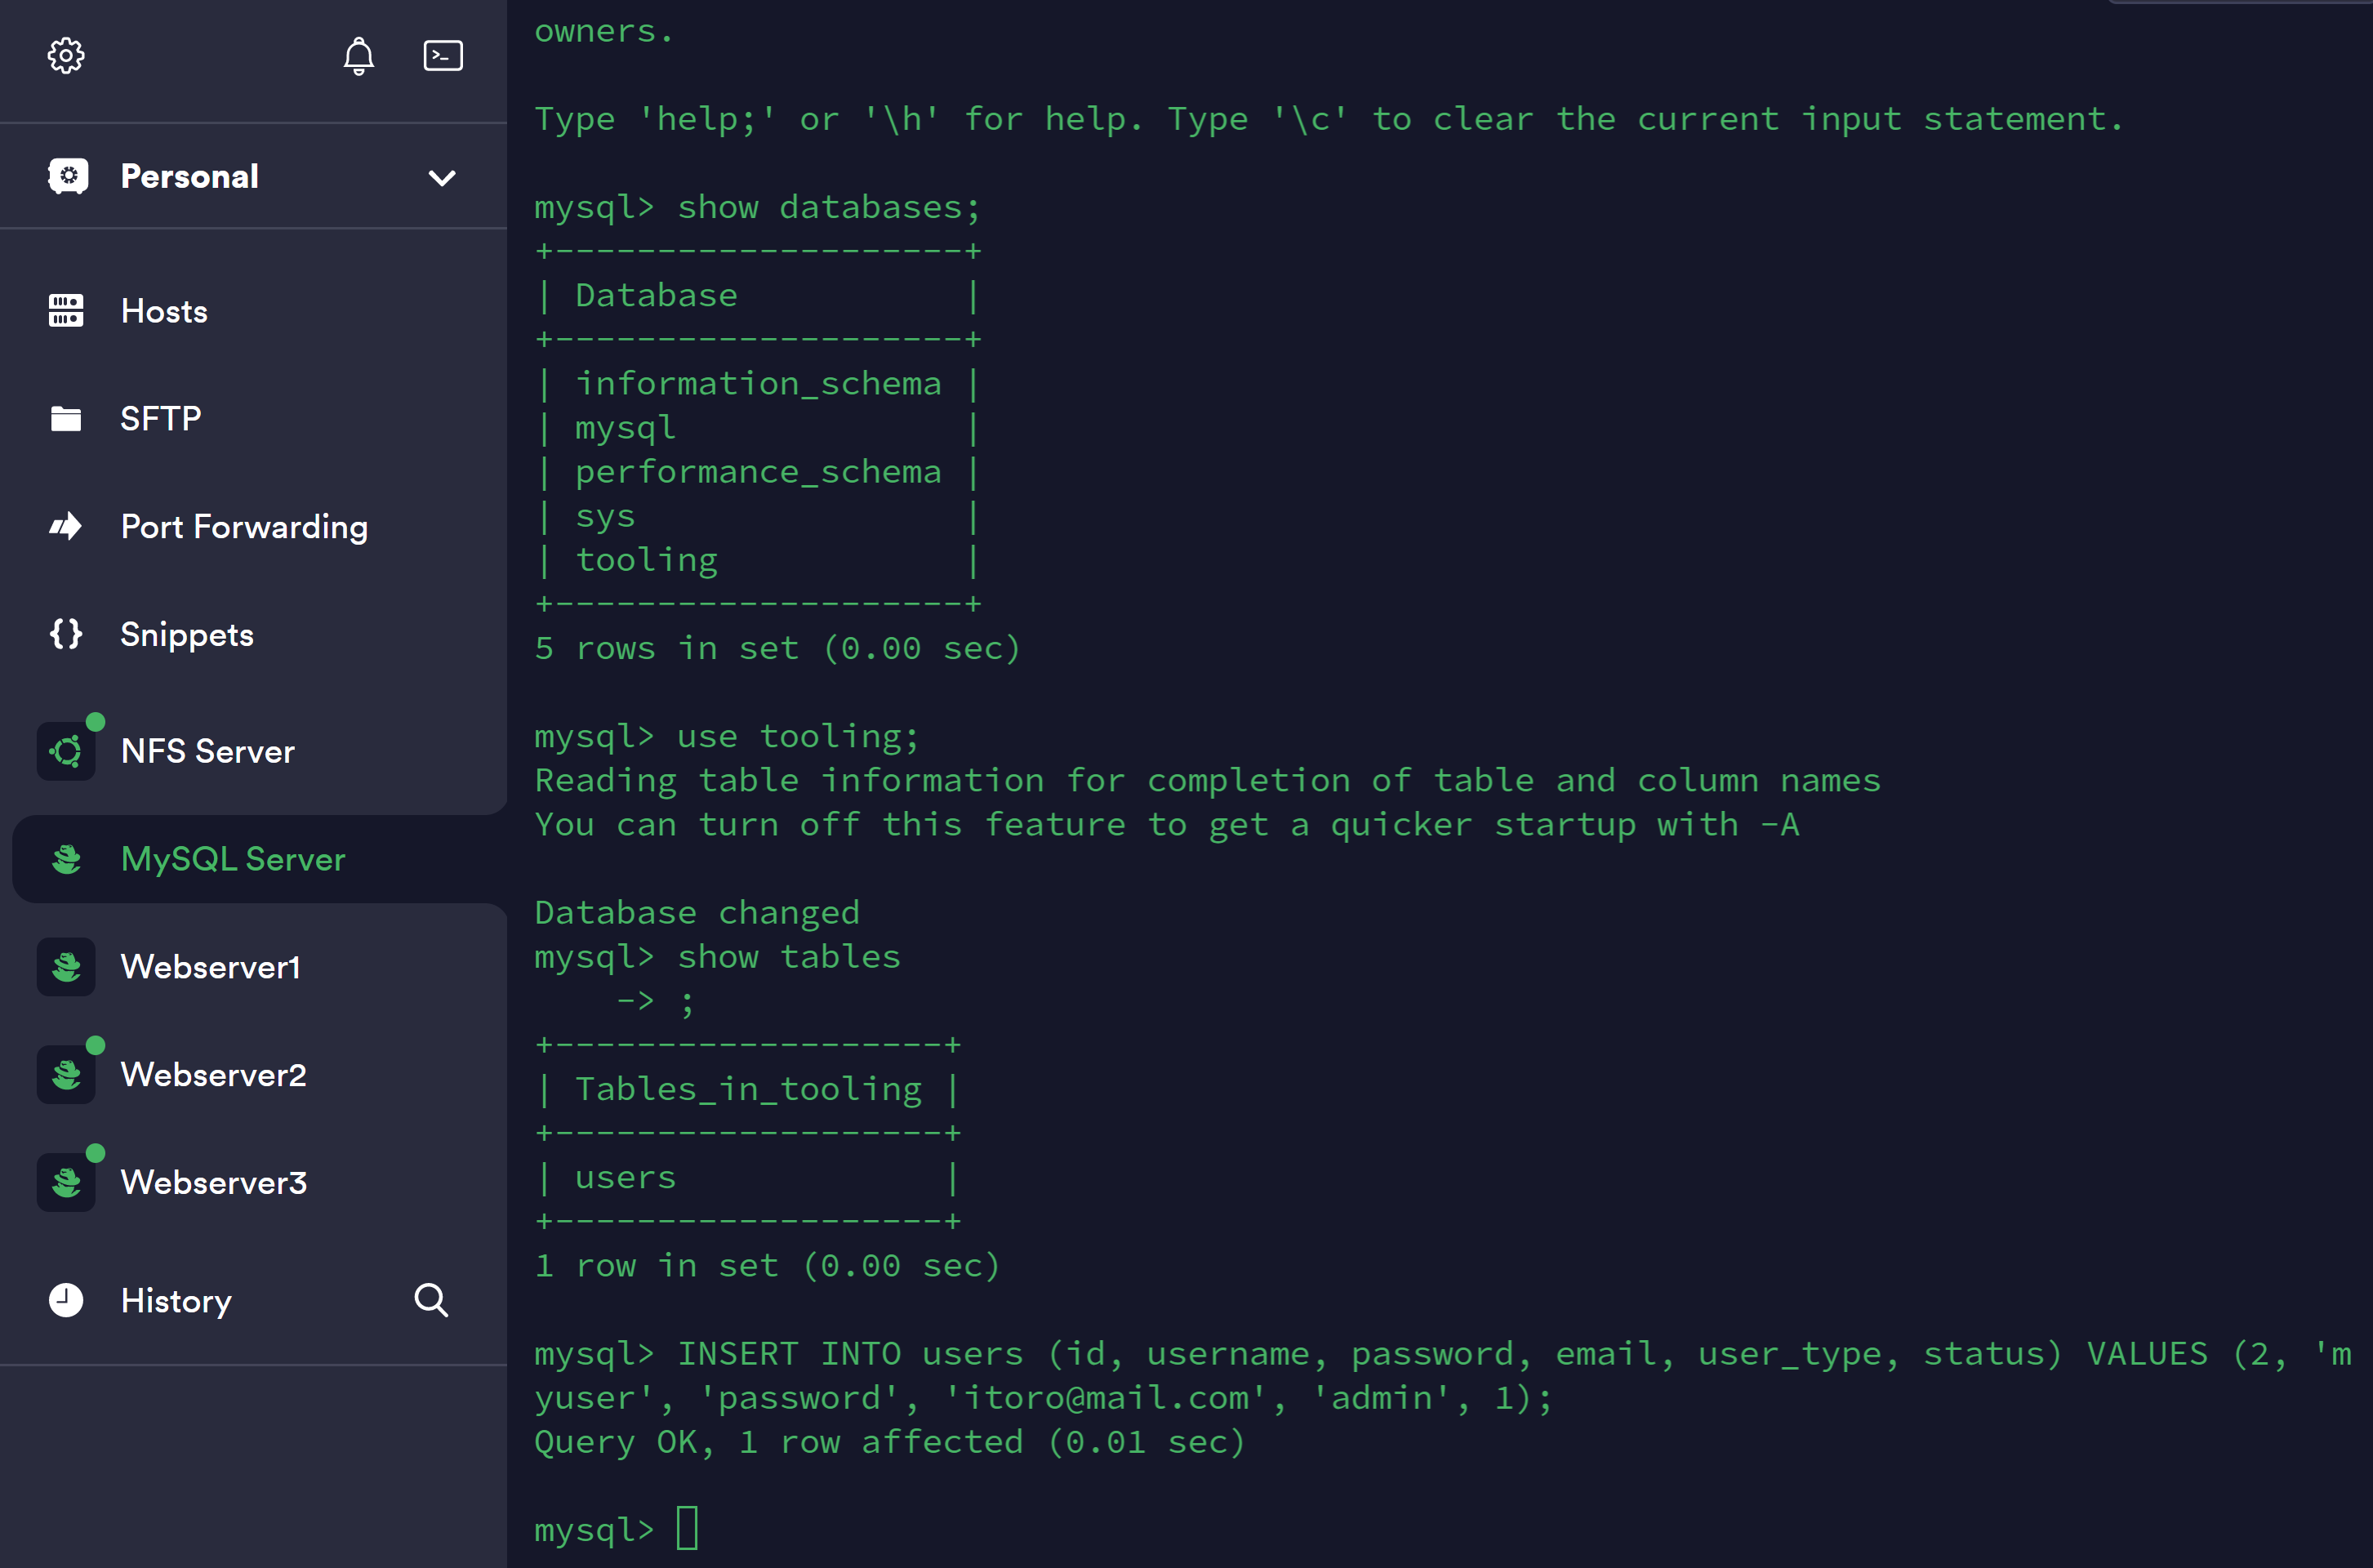 Personal
Hosts
SFTP
Port Forwarding
Snippets
NFS Server
MySQL Server
Webserver1
Webserver2
Webserver3
History
owners.
Type 'help;' or '\h' for help. Type '\c' to clear the current input statement.
mysql> show databases;
+--------------------+
| Database           |
+--------------------+
| information_schema |
| mysql              |
| performance_schema |
| sys                |
| tooling            |
+--------------------+
5 rows in set (0.00 sec)
mysql> use tooling;
Reading table information for completion of table and column names
You can turn off this feature to get a quicker startup with -A
Database changed
mysql> show tables
    -> ;
+-------------------+
| Tables_in_tooling |
+-------------------+
| users             |
+-------------------+
1 row in set (0.00 sec)
mysql> INSERT INTO users (id, username, password, email, user_type, status) VALUES (2, 'm
yuser', 'password', 'itoro@mail.com', 'admin', 1);
Query OK, 1 row affected (0.01 sec)
mysql>